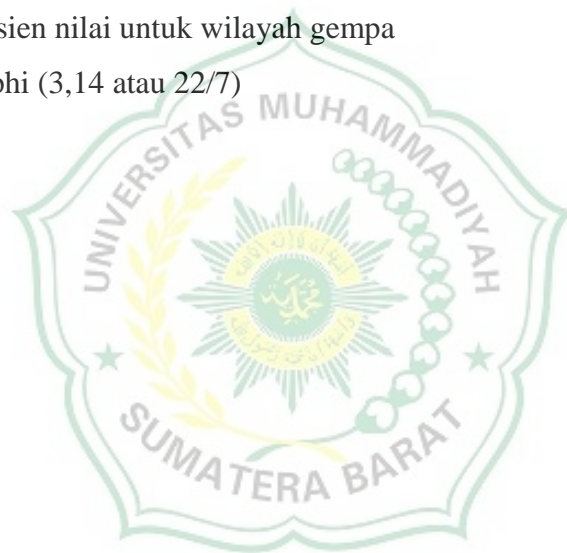 sien nilai untuk wilayah gempa
phi (3,14 atau 22/7)
UNIVERSITAS MUHAMMADIYAH
SUMATERA BARAT